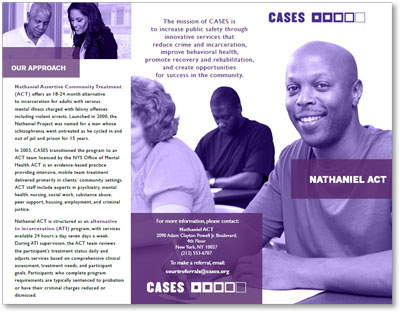 OUR APPROACH
Nathaniel Assertive Community Treatment
(ACT) offers an 18-24 month alternative
to incarceration for adults with serious
mental illness charged with felony offenses
including violent arrests. Launched in 2000, the
Nathaniel Project was named for a man whose
schizophrenia went untreated as he cycled in and
out of jail and prison for 15 years.
In 2003, CASES transitioned the program to an
ACT team licensed by the NYS Office of Mental
Health. ACT is an evidence-based practice
providing intensive, mobile team treatment
delivered primarily in clients' community settings.
ACT staff include experts in psychiatry, mental
health, nursing, social work, substance abuse,
peer support, housing, employment, and criminal
justice.
Nathaniel ACT is structured as an alternative
to incarceration (ATI) program, with services
available 24 hours a day, seven days a week.
During ATI supervision, the ACT team reviews
the participant's treatment status daily and
adjusts services based on comprehensive clinical
assessment, treatment needs, and participant
goals. Participants who complete program
requirements are typically sentenced to probation
or have their criminal charges reduced or
dismissed.
The mission of CASES is
to increase public safety through
innovative services that
reduce crime and incarceration,
improve behavioral health,
promote recovery and rehabilitation,
and create opportunities
for success in the community.
For more information, please contact:
Nathaniel ACT
2090 Adam Clayton Powell Jr. Boulevard,
4th Floor
New York, NY 10027
(212) 553-6707
To make a referral, email:
courtreferrals@cases.org
CASES
CASES
NATHANIEL ACT